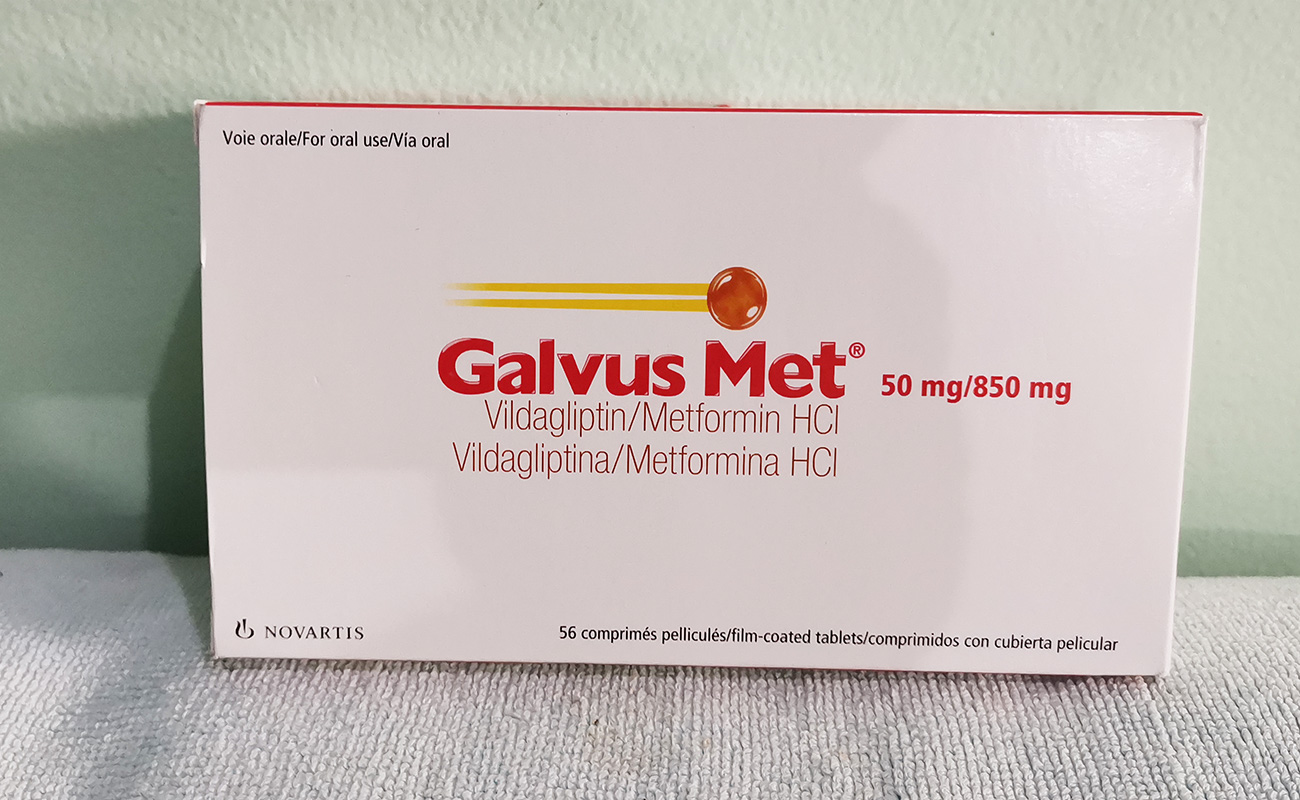 Voie orale/For oral use/Vía oral
Galvus Met® 50 mg/850 mg
Vildagliptin/Metformin HCl
Vildagliptina/Metformina HCl
NOVARTIS
56 comprimés pelliculés/film-coated tablets/comprimidos con cubierta pelicular